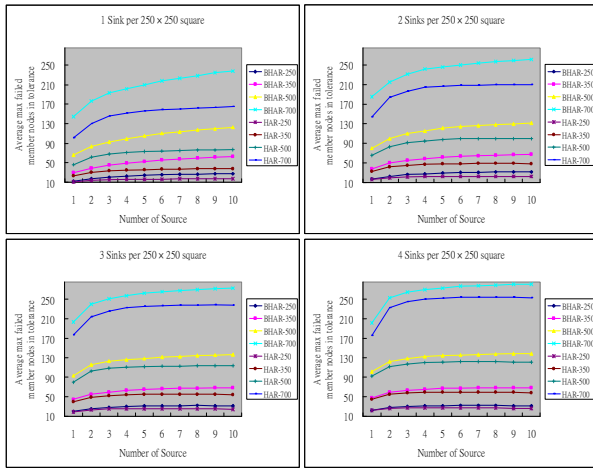 1 Sink per 250 × 250 square
Average max failed
member nodes in tolerance
250
210
170
130
90
50
10
1 2 3 4 5 6 7 8 9 10
Number of Source
BHAR-250
BHAR-350
BHAR-500
BHAR-700
HAR-250
HAR-350
HAR-500
HAR-700
2 Sinks per 250 × 250 square
Average max failed
member nodes in tolerance
250
210
170
130
90
50
10
1 2 3 4 5 6 7 8 9 10
Number of Source
BHAR-250
BHAR-350
BHAR-500
BHAR-700
HAR-250
HAR-350
HAR-500
HAR-700
3 Sinks per 250 × 250 square
Average max failed
member nodes in tolerance
250
210
170
130
90
50
10
1 2 3 4 5 6 7 8 9 10
Number of Source
BHAR-250
BHAR-350
BHAR-500
BHAR-700
HAR-250
HAR-350
HAR-500
HAR-700
4 Sinks per 250 × 250 square
Average max failed
member nodes in tolerance
250
210
170
130
90
50
10
1 2 3 4 5 6 7 8 9 10
Number of Source
BHAR-250
BHAR-350
BHAR-500
BHAR-700
HAR-250
HAR-350
HAR-500
HAR-700